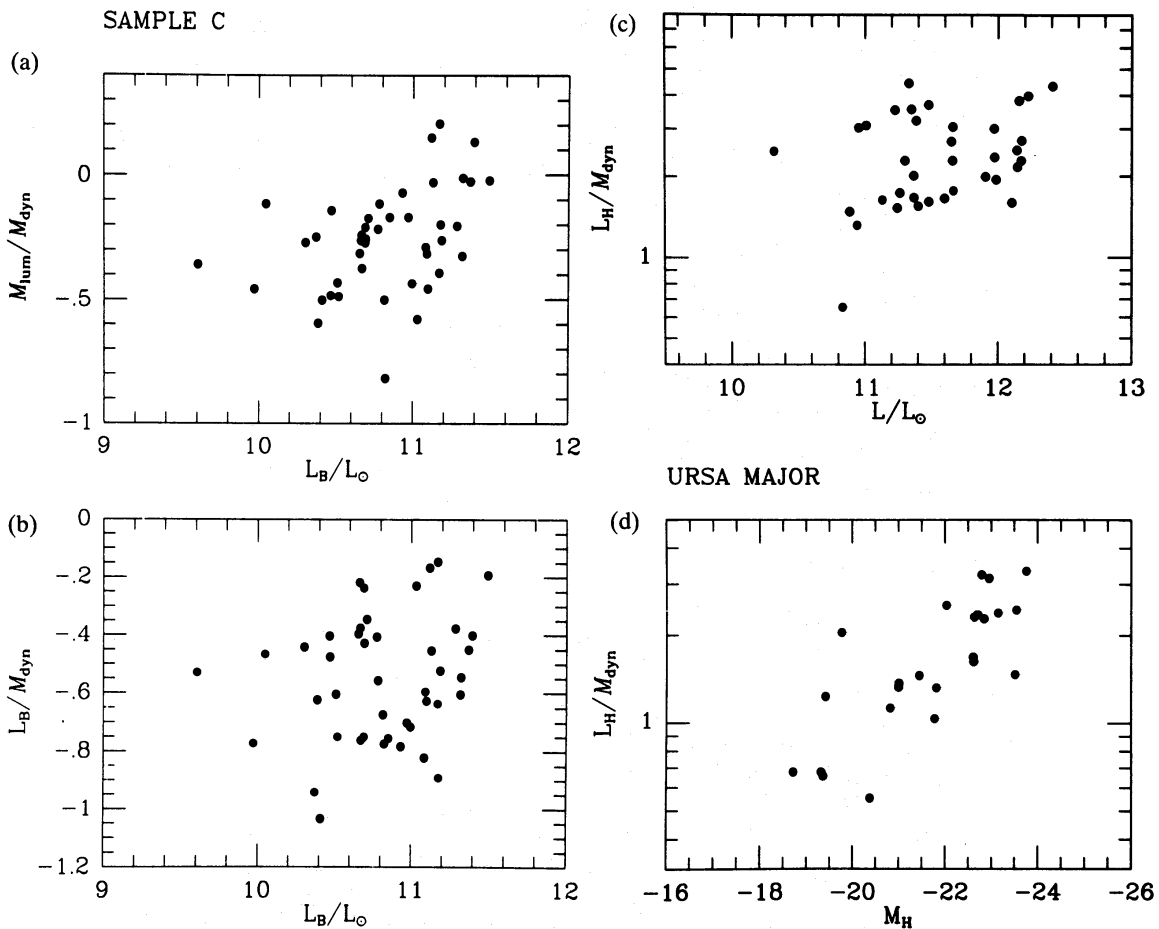 SAMPLE C
(a)
0
-.5
-1
M_lum/M_dyn
9 10 11 12
L_B/L_⊙
(b)
0
-.2
-.4
-.6
-.8
-1
-1.2
L_B/M_dyn
9 10 11 12
L_B/L_⊙
(c)
1
L_H/M_dyn
10 11 12 13
L/L_⊙
URSA MAJOR
(d)
1
L_H/M_dyn
-16 -18 -20 -22 -24 -26
M_H